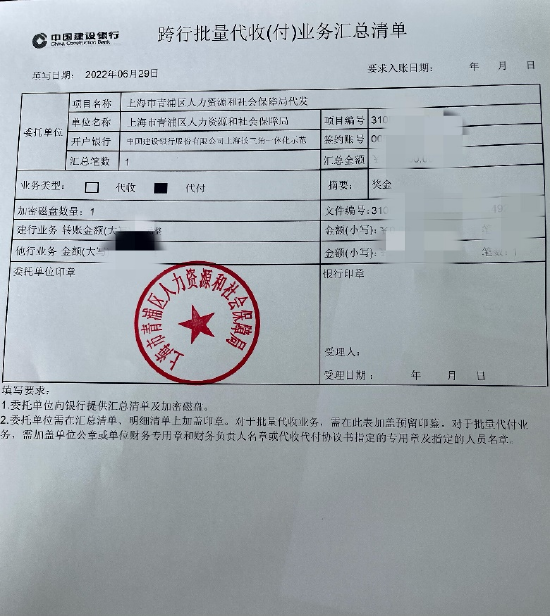 中国建设银行
China Construction Bank
跨行批量代收(付)业务汇总清单
填写日期: 2022年06月29日 要求入账日期: 年 月 日
委托单位
项目名称 上海市青浦区人力资源和社会保障局代发
单位名称 上海市青浦区人力资源和社会保障局 项目编号 310
开户银行 中国建设银行股份有限公司上海长三角一体化示范 签约账号 00
汇总笔数 1 汇总金额
业务类型: 代收 代付 摘要: 奖金
加密磁盘数量: 1 文件编号: 310
建行业务 转账金额(大 金额(小写):
他行业务 金额(大写 金额(小写):
委托单位印章 银行印章
上海市青浦区人力资源和社会保障局
受理人:
受理日期: 年 月 日
填写要求:
1.委托单位向银行提供汇总清单及加密磁盘。
2.委托单位需在汇总清单、明细清单上加盖印章。对于批量代收业务，需在此表加盖预留印鉴。对于批量代付业
务，需加盖单位公章或单位财务专用章和财务负责人名章或代收代付协议书指定的专用章及指定的人员名章。